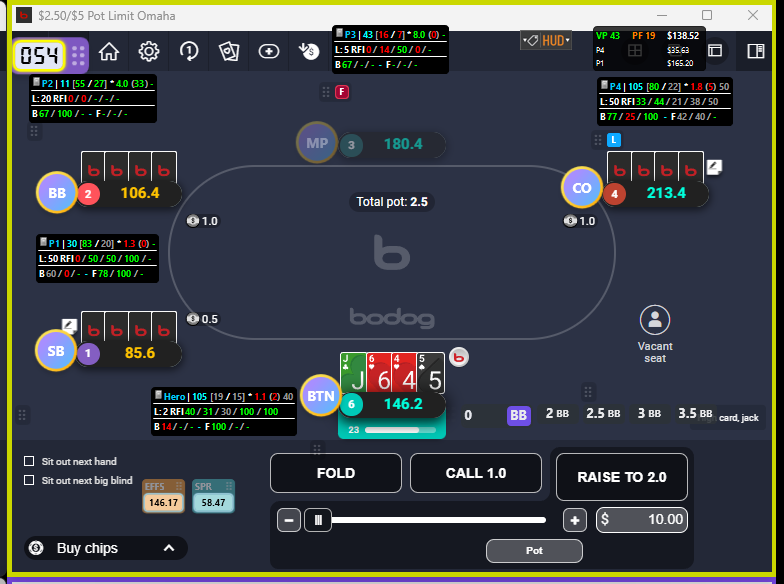 $2.50/$5 Pot Limit Omaha
054
P3 | 43 [16 / 7] * 8.0 (0) -
L: 5 RFI 0 / 14 / 50 / 0 / -
B 67 / - / - - F - / - / -
HUD
VP 43 PF 19 $138.52
P4 $35.63
P1 $165.20
P2 | 11 [55 / 27] * 4.0 (33) -
L: 20 RFI 0 / 0 / - / - / -
B 67 / 100 / - - F - / - / -
P4 | 105 [80 / 22] * 1.8 (5) 50
L: 50 RFI 33 / 44 / 21 / 38 / 50
B 77 / 25 / 100 - F 42 / 40 / -
F
MP 3 180.4
L
BB 2 106.4
CO 4 213.4
Total pot: 2.5
1.0
1.0
P1 | 30 [83 / 20] * 1.3 (0) -
L: 50 RFI 0 / 50 / 50 / 100 / -
B 60 / 0 / - - F 78 / 100 / -
b
bodog
0.5
SB 1 85.6
Vacant
seat
J 6 4 5
J 6 4 5
b
Hero | 105 [19 / 15] * 1.1 (2) 40
L: 2 RFI 40 / 31 / 30 / 100 / 100
B 14 / - / - - F 100 / - / -
BTN 6 146.2
23
0 BB 2 BB 2.5 BB 3 BB 3.5 BB
card, jack
Sit out next hand
Sit out next big blind
EFFS SPR
146.17 58.47
FOLD CALL 1.0 RAISE TO 2.0
$ 10.00
Pot
Buy chips